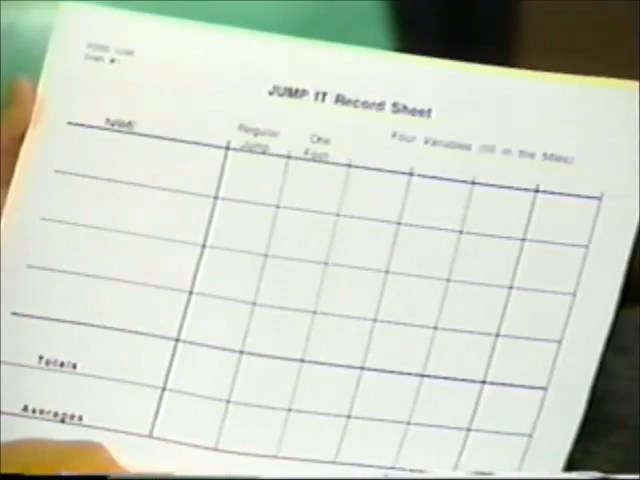 JUMP IT Record Sheet
NAME
Regular Jump
One Foot
Four Variables (fill in the titles)
Totals
Averages